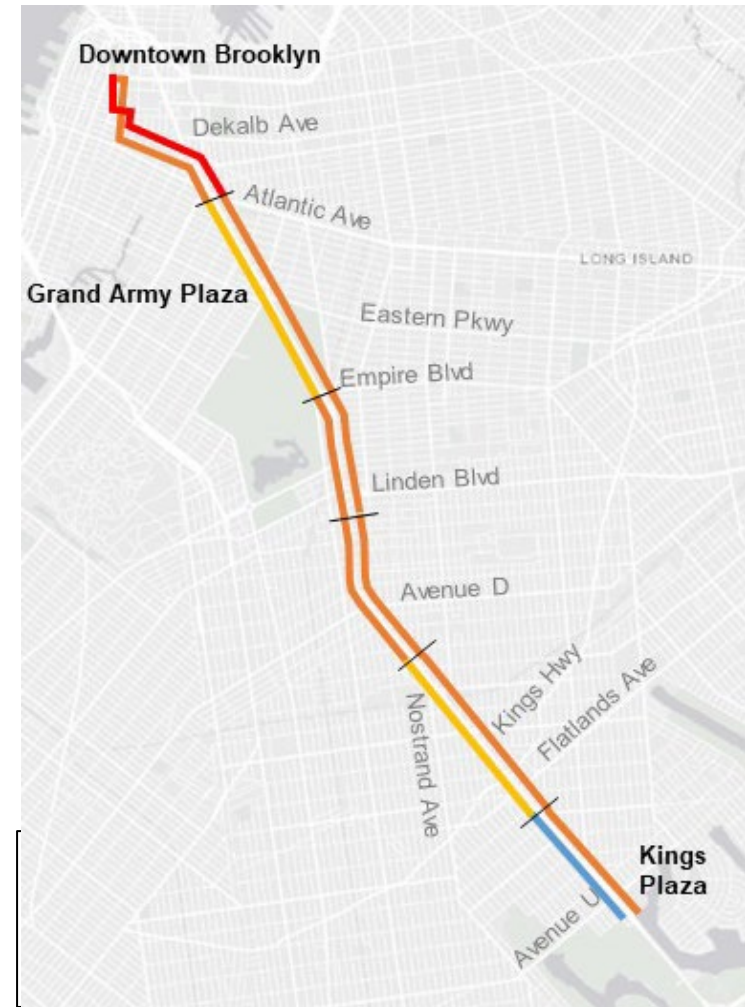 Downtown Brooklyn
Dekalb Ave
Atlantic Ave
LONG ISLAND
Grand Army Plaza
Eastern Pkwy
Empire Blvd
Linden Blvd
Avenue D
Kings Hwy
Flatlands Ave
Nostrand Ave
Kings
Plaza
Avenue U